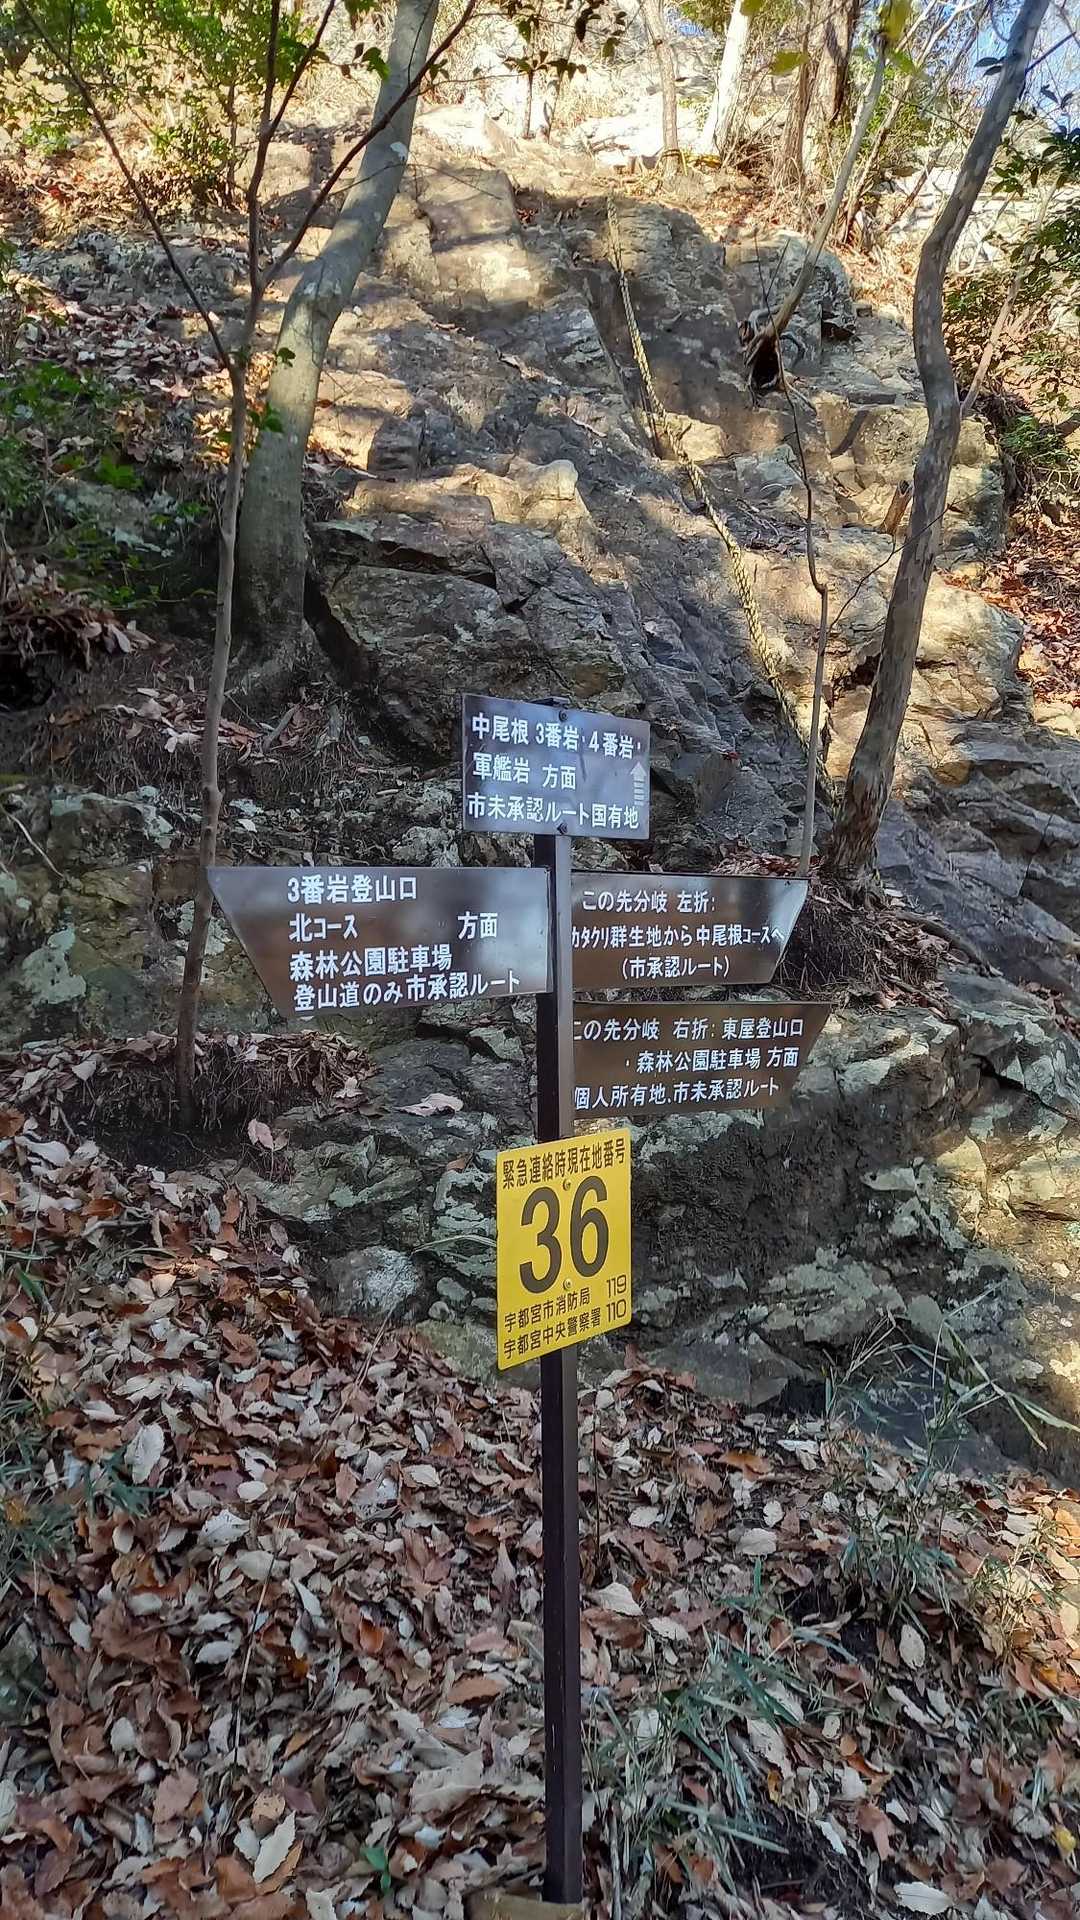 中尾根 3番岩・4番岩・
軍艦岩 方面
市未承認ルート国有地
3番岩登山口
北コース 方面
森林公園駐車場
登山道のみ市承認ルート
この先分岐 左折:
カタクリ群生地から中尾根コースへ
(市承認ルート)
この先分岐 右折: 東屋登山口
・森林公園駐車場 方面
個人所有地、市未承認ルート
緊急連絡時現在地番号
36
宇都宮市消防局 119
宇都宮中央警察署 110